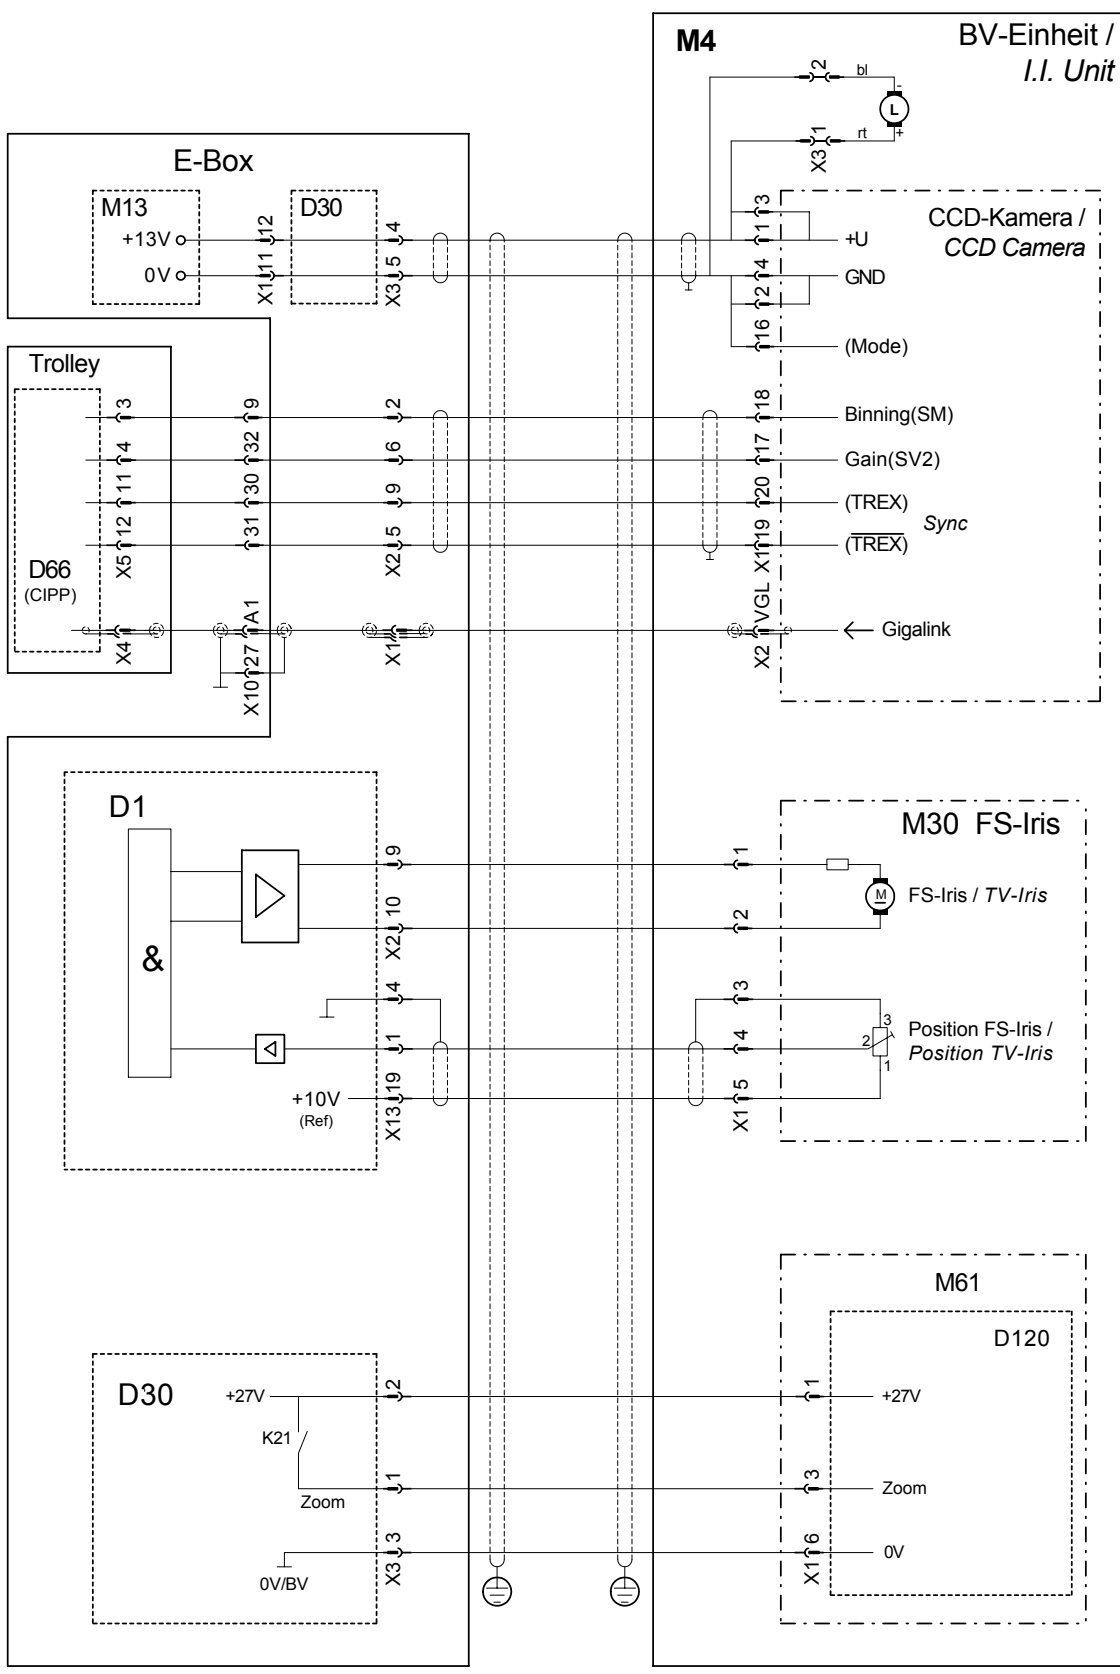 M4
BV-Einheit /
I.I. Unit
2
bl
-
L
X3
1
rt
+
E-Box
M13
+13V
0V
12
X1
11
D30
4
X3
5
3
1
4
2
16
CCD-Kamera /
CCD Camera
+U
GND
(Mode)
Trolley
D66
(CIPP)
3
9
2
18
Binning(SM)
4
32
6
17
Gain(SV2)
11
30
9
20
(TREX)
Sync
X5
12
31
X2
5
X1
19
(TREX)
X4
A1
X10
27
X1
X2
VGL
Gigalink
D1
&
9
X2
10
4
1
+10V
(Ref)
X13
19
M30 FS-Iris
1
2
M
FS-Iris / TV-Iris
3
4
X1
5
3
2
1
Position FS-Iris /
Position TV-Iris
M61
D120
D30
+27V
2
1
+27V
K21
Zoom
1
3
Zoom
0V/BV
X3
3
X1
6
0V